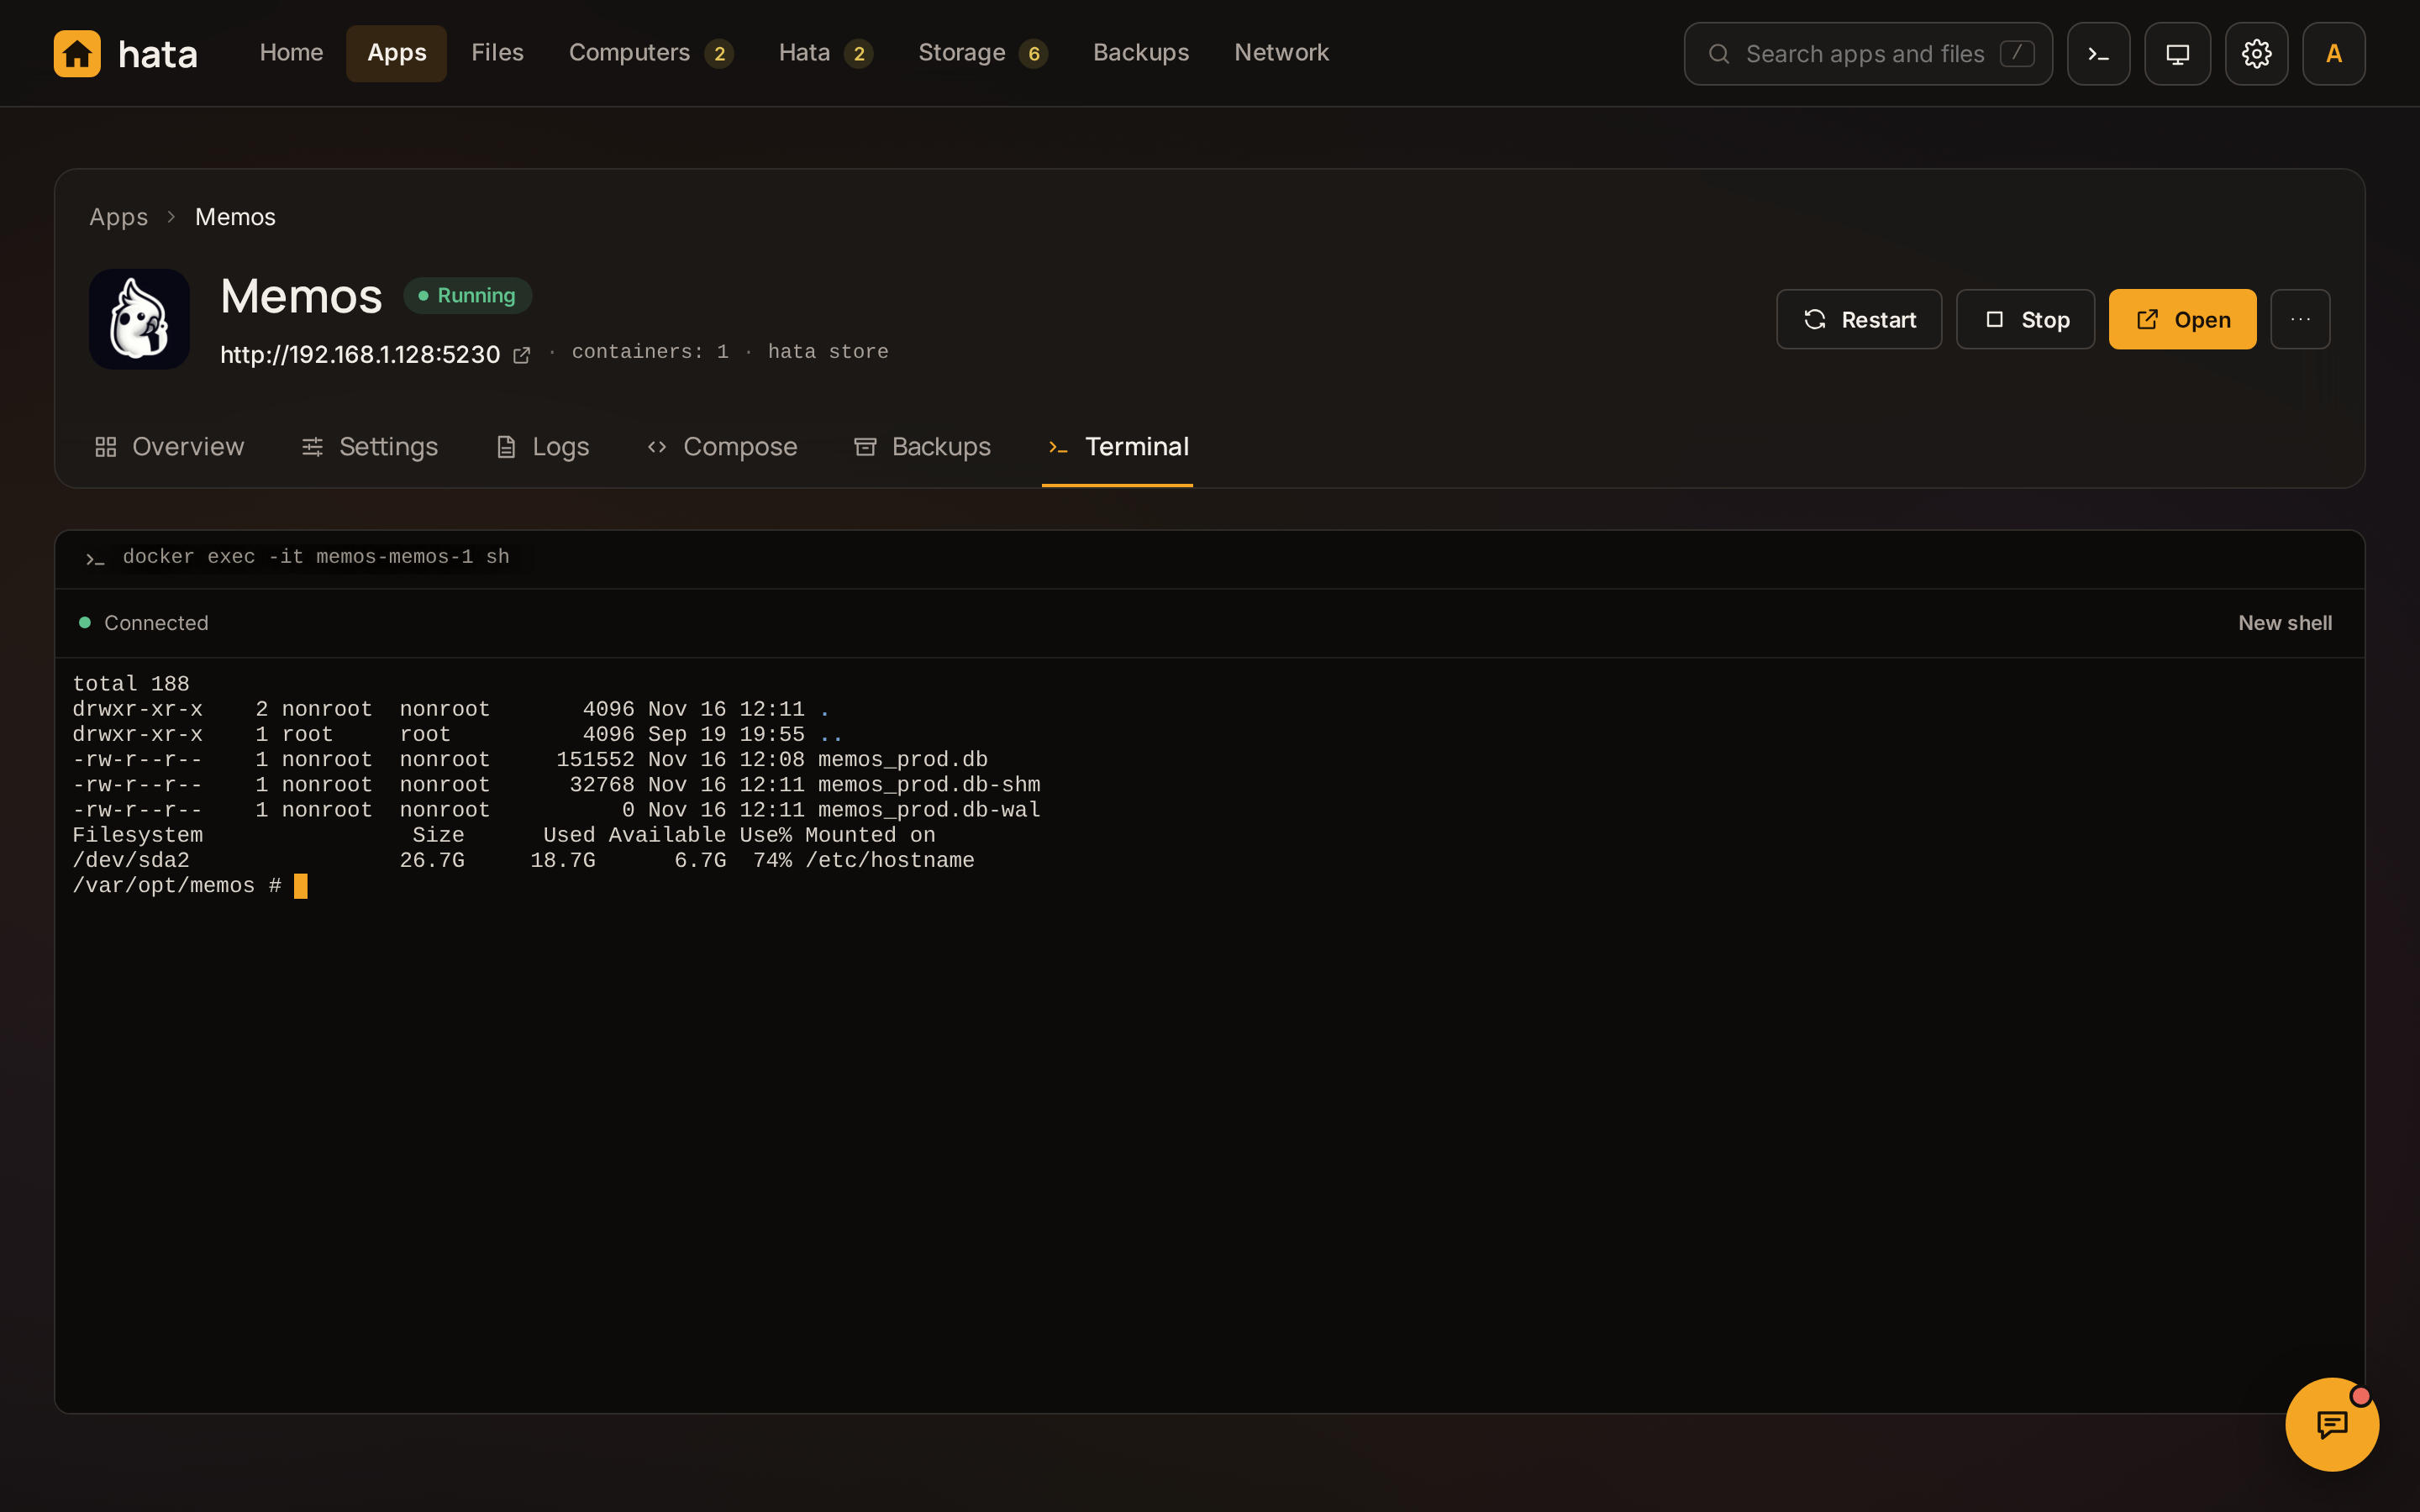 hata
Home
Apps
Files
Computers 2
Hata 2
Storage 6
Backups
Network
Search apps and files /
A
Apps > Memos
Memos
Running
http://192.168.1.128:5230 · containers: 1 · hata store
Restart
Stop
Open
...
Overview
Settings
Logs
Compose
Backups
Terminal
docker exec -it memos-memos-1 sh
Connected
New shell
total 188
drwxr-xr-x    2 nonroot  nonroot       4096 Nov 16 12:11 .
drwxr-xr-x    1 root     root          4096 Sep 19 19:55 ..
-rw-r--r--    1 nonroot  nonroot     151552 Nov 16 12:08 memos_prod.db
-rw-r--r--    1 nonroot  nonroot      32768 Nov 16 12:11 memos_prod.db-shm
-rw-r--r--    1 nonroot  nonroot          0 Nov 16 12:11 memos_prod.db-wal
Filesystem                Size      Used Available Use% Mounted on
/dev/sda2                26.7G     18.7G      6.7G  74% /etc/hostname
/var/opt/memos #